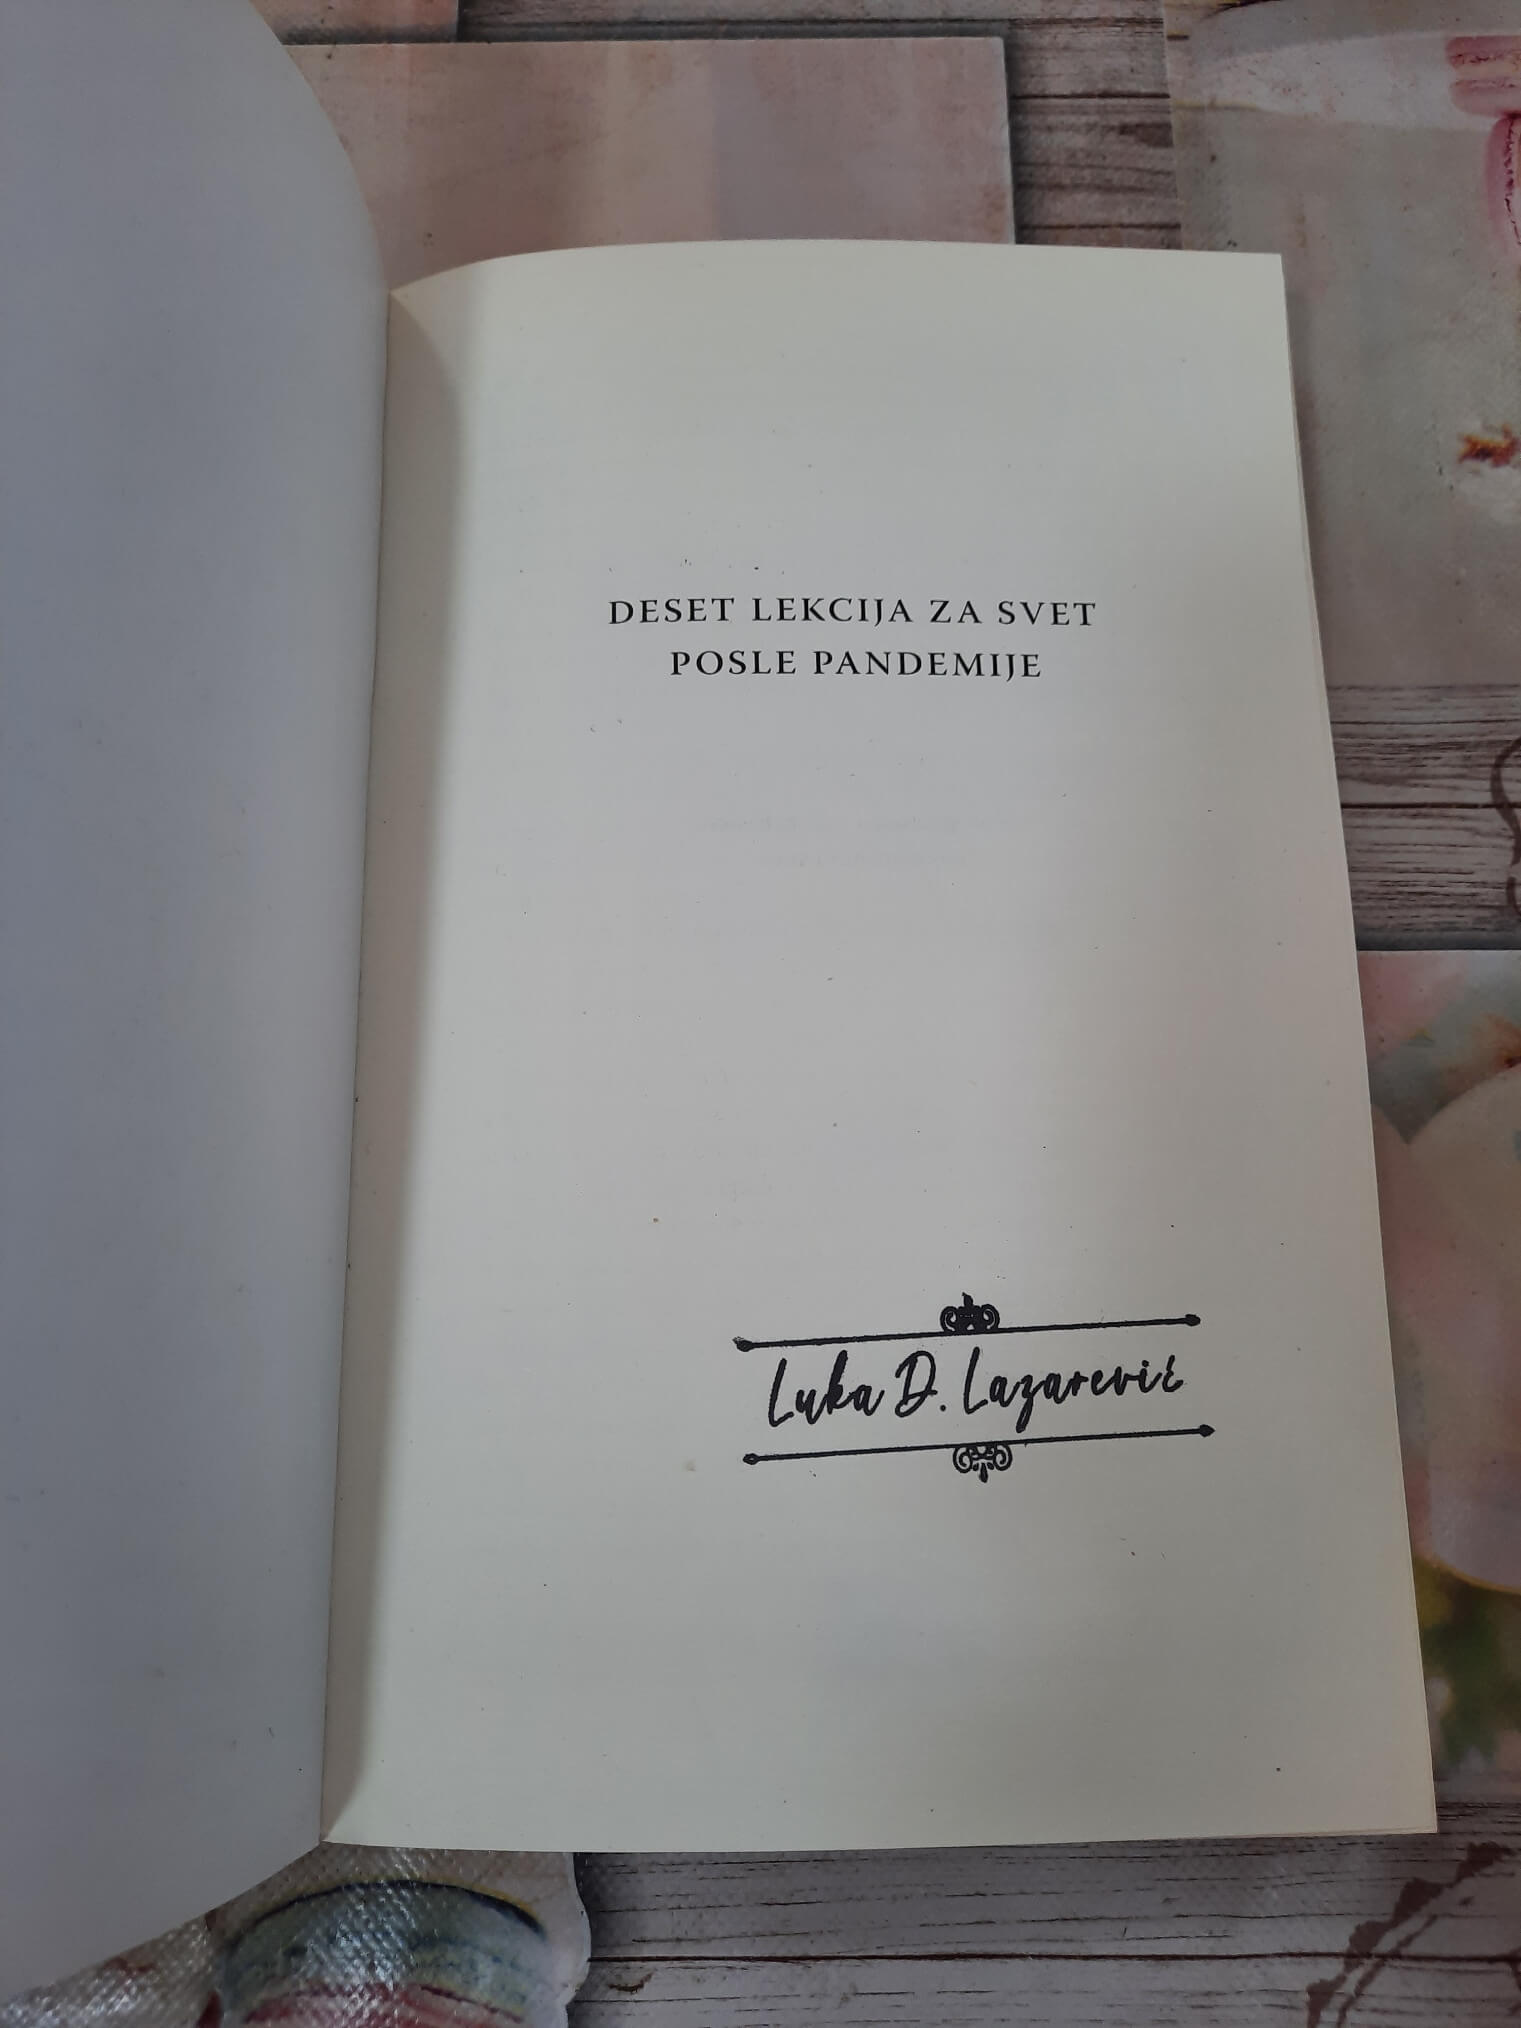 DESET LEKCIJA ZA SVET
POSLE PANDEMIJE
Luka D. Lazarević